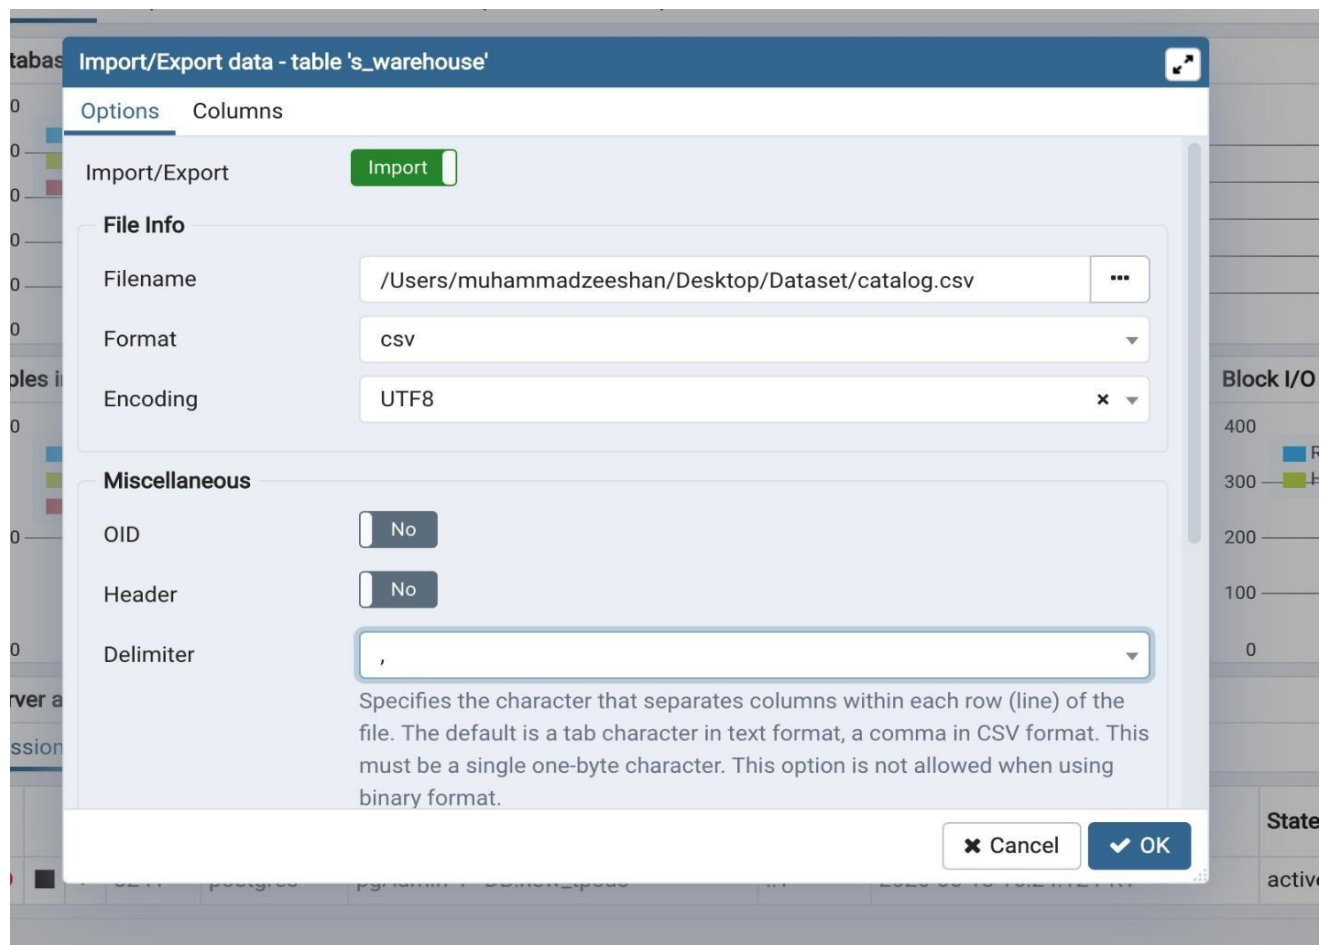 Import/Export data - table 's_warehouse'
Options Columns
Import/Export Import
File Info
Filename /Users/muhammadzeeshan/Desktop/Dataset/catalog.csv ...
Format csv
Encoding UTF8
Miscellaneous
OID No
Header No
Delimiter ,
Specifies the character that separates columns within each row (line) of the
file. The default is a tab character in text format, a comma in CSV format. This
must be a single one-byte character. This option is not allowed when using
binary format.
Cancel OK
Block I/O
400
300
200
100
0
State